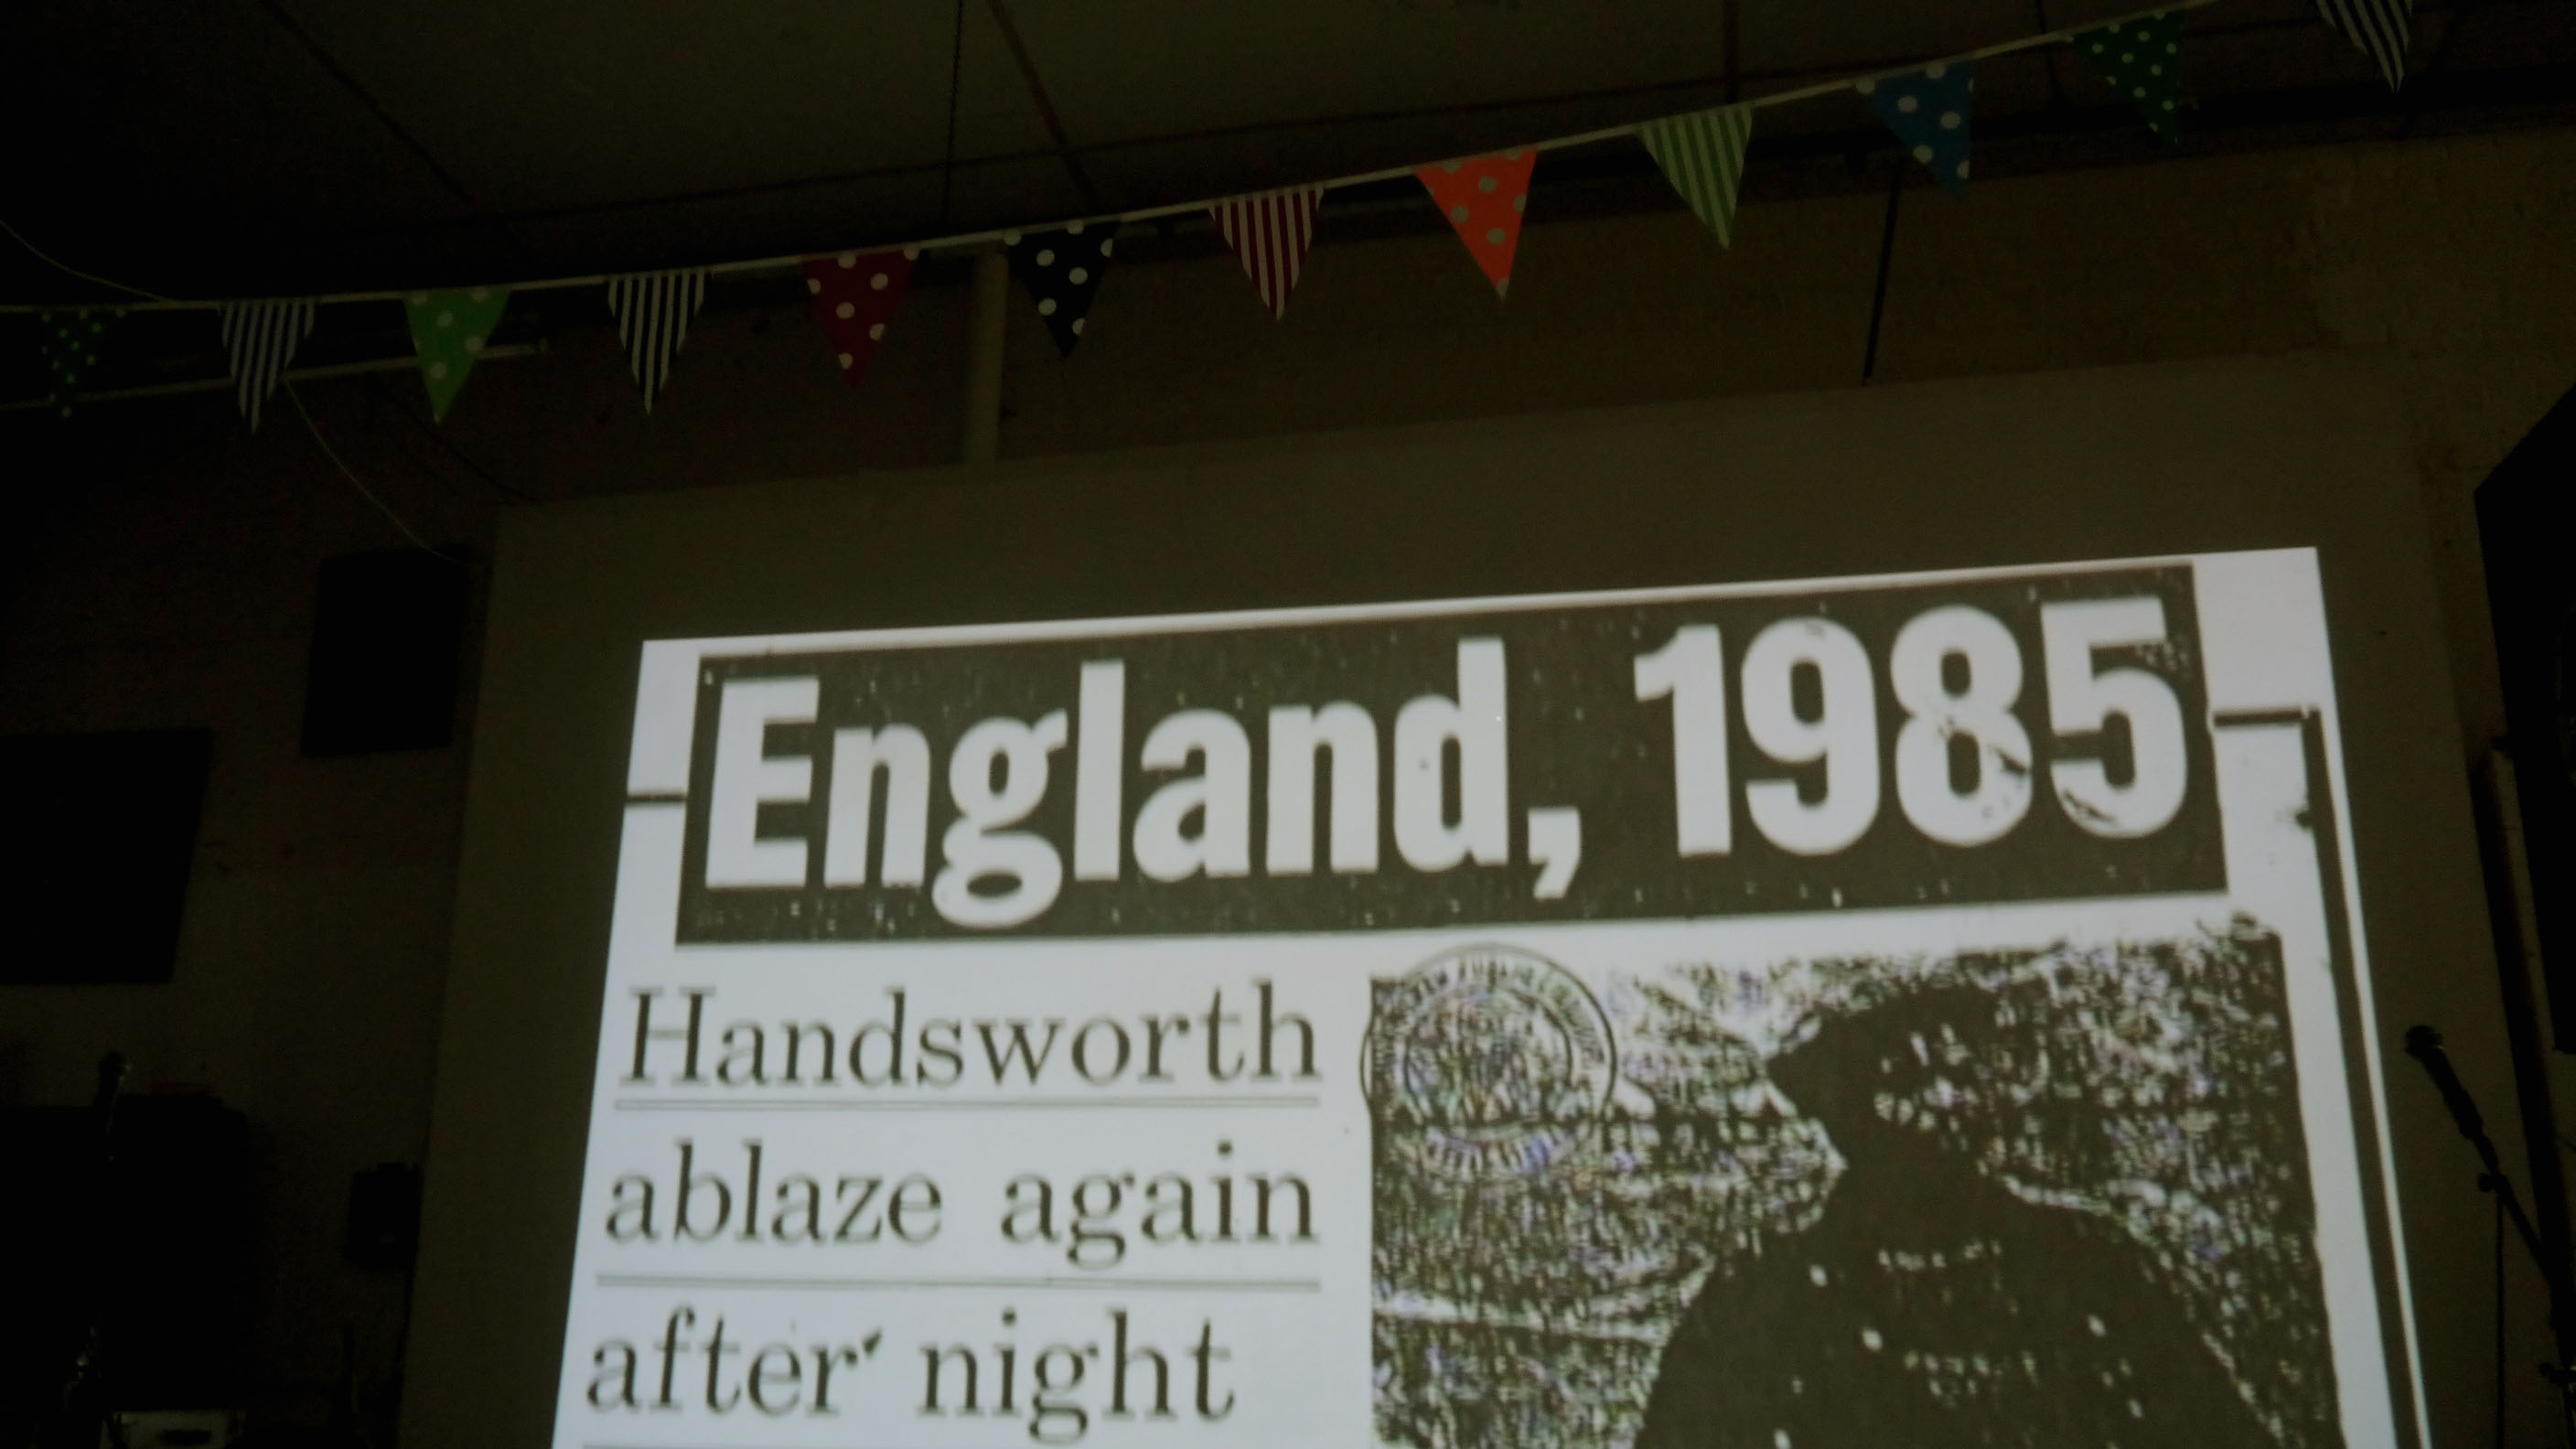 England, 1985
Handsworth
ablaze again
after night